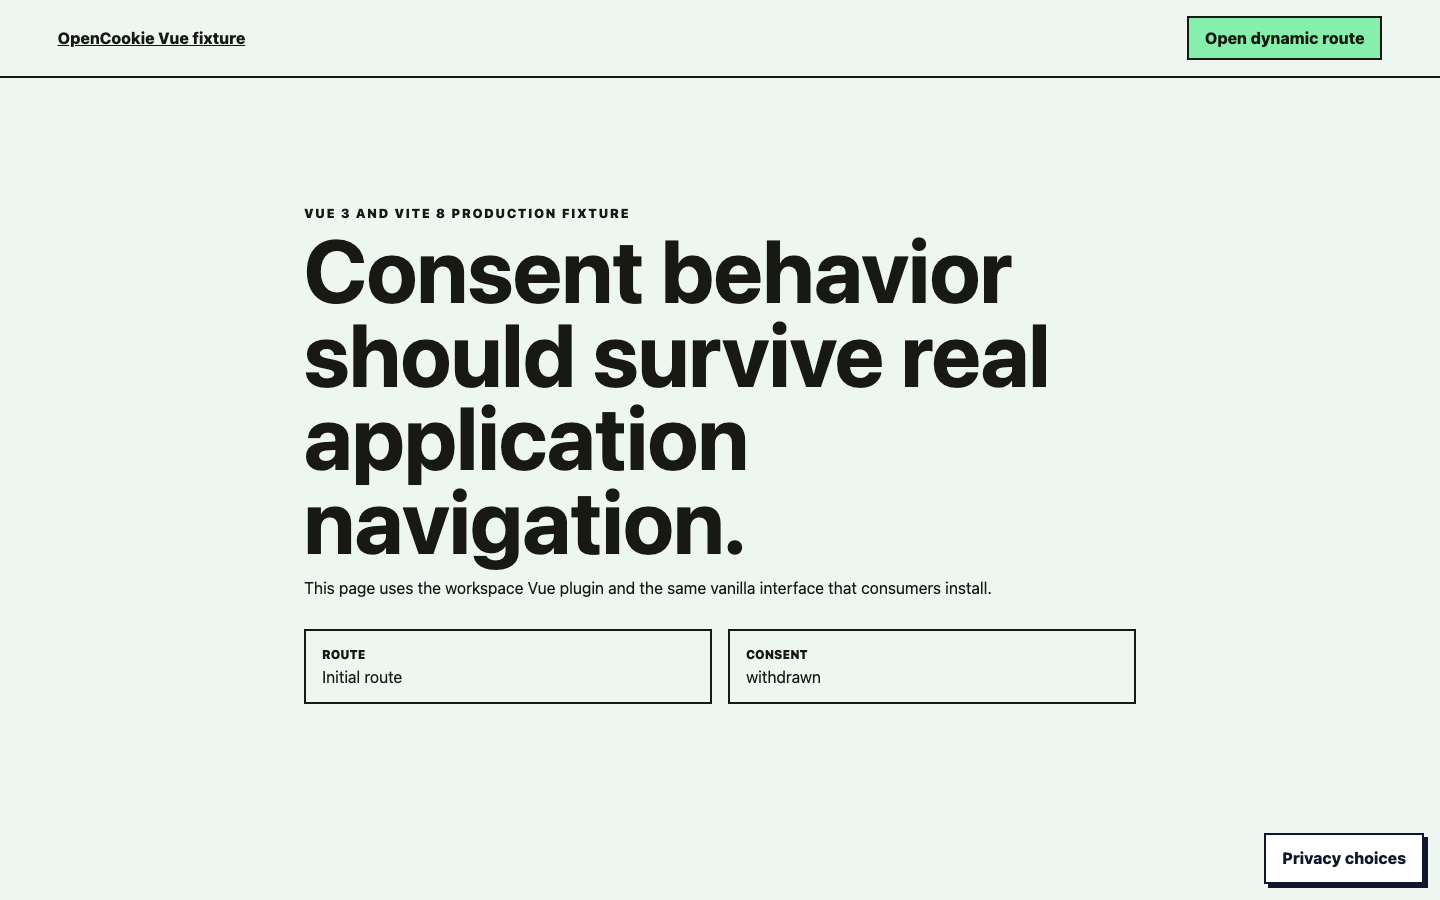 OpenCookie Vue fixture
Open dynamic route
VUE 3 AND VITE 8 PRODUCTION FIXTURE
Consent behavior
should survive real
application
navigation.
This page uses the workspace Vue plugin and the same vanilla interface that consumers install.
ROUTE
Initial route
CONSENT
withdrawn
Privacy choices